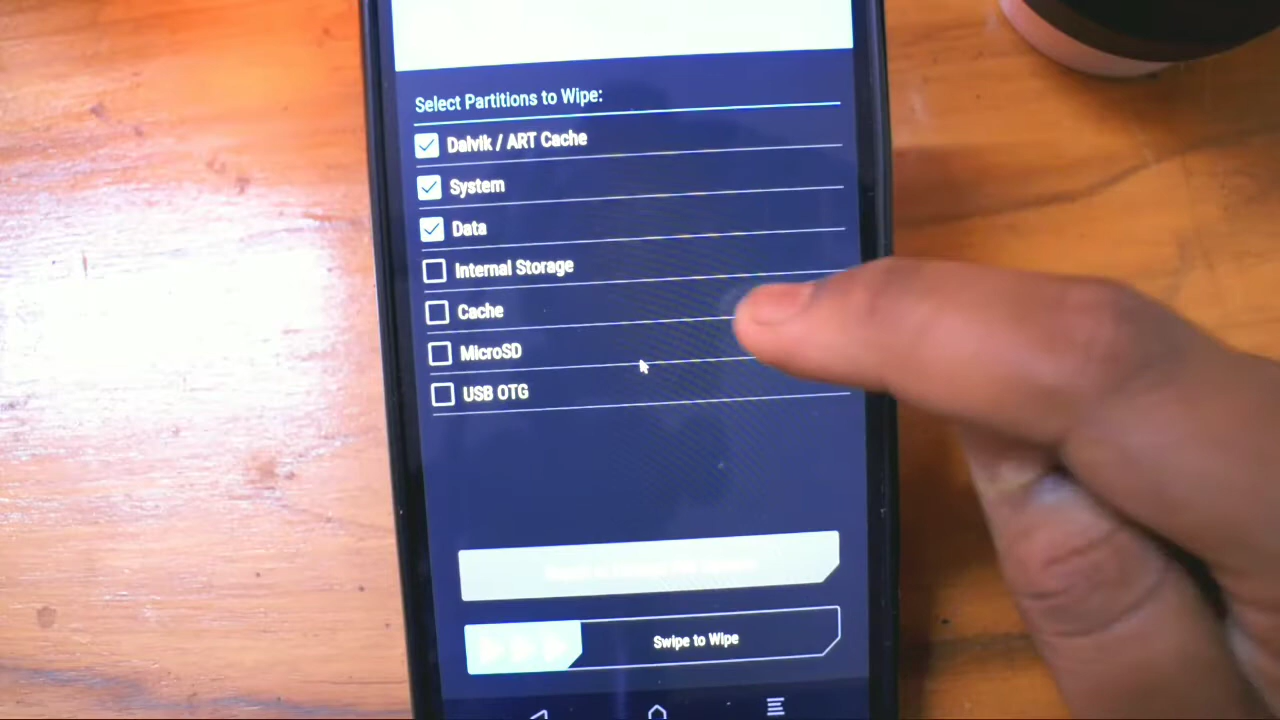 Select Partitions to Wipe:
Dalvik / ART Cache
System
Data
Internal Storage
Cache
MicroSD
USB OTG
Swipe to Wipe